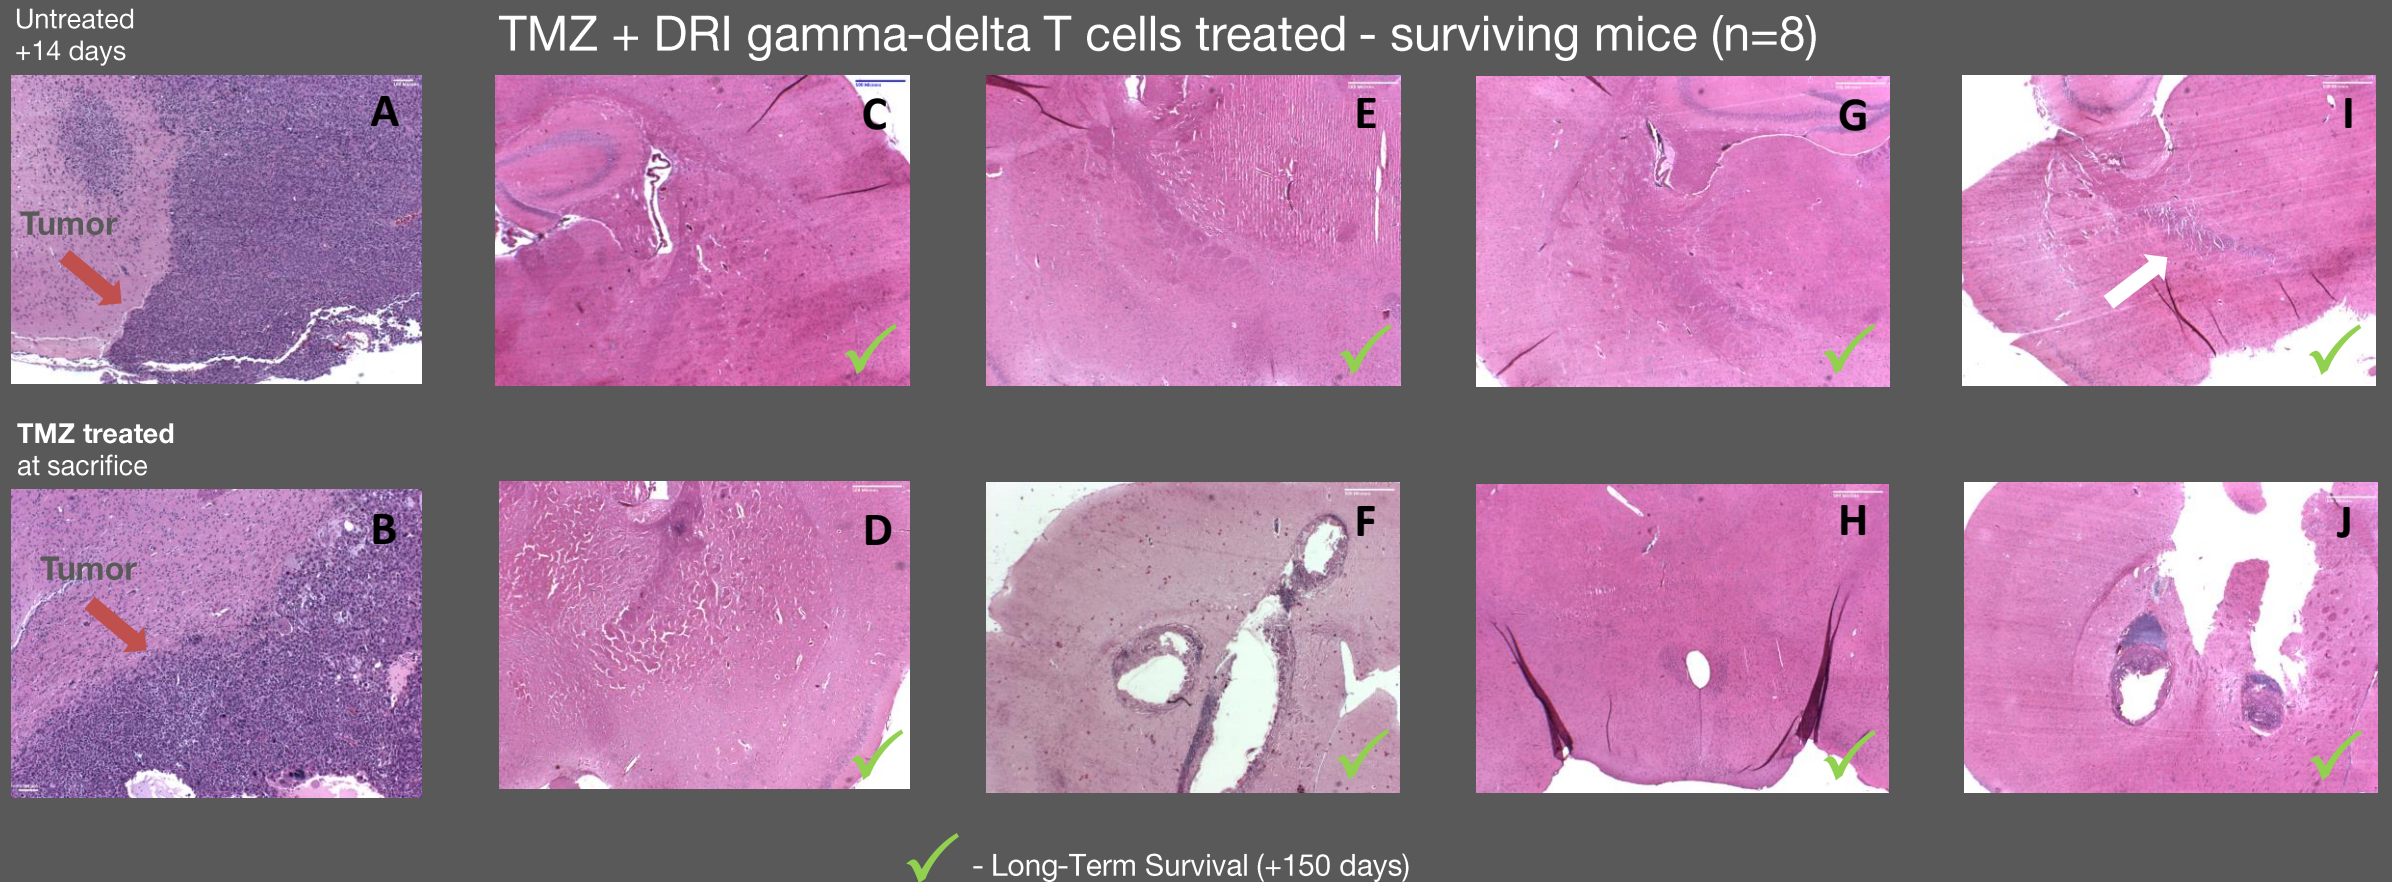 Untreated
+14 days
TMZ + DRI gamma-delta T cells treated - surviving mice (n=8)
A
Tumor
C
E
G
I
TMZ treated
at sacrifice
B
Tumor
D
F
H
J
- Long-Term Survival (+150 days)